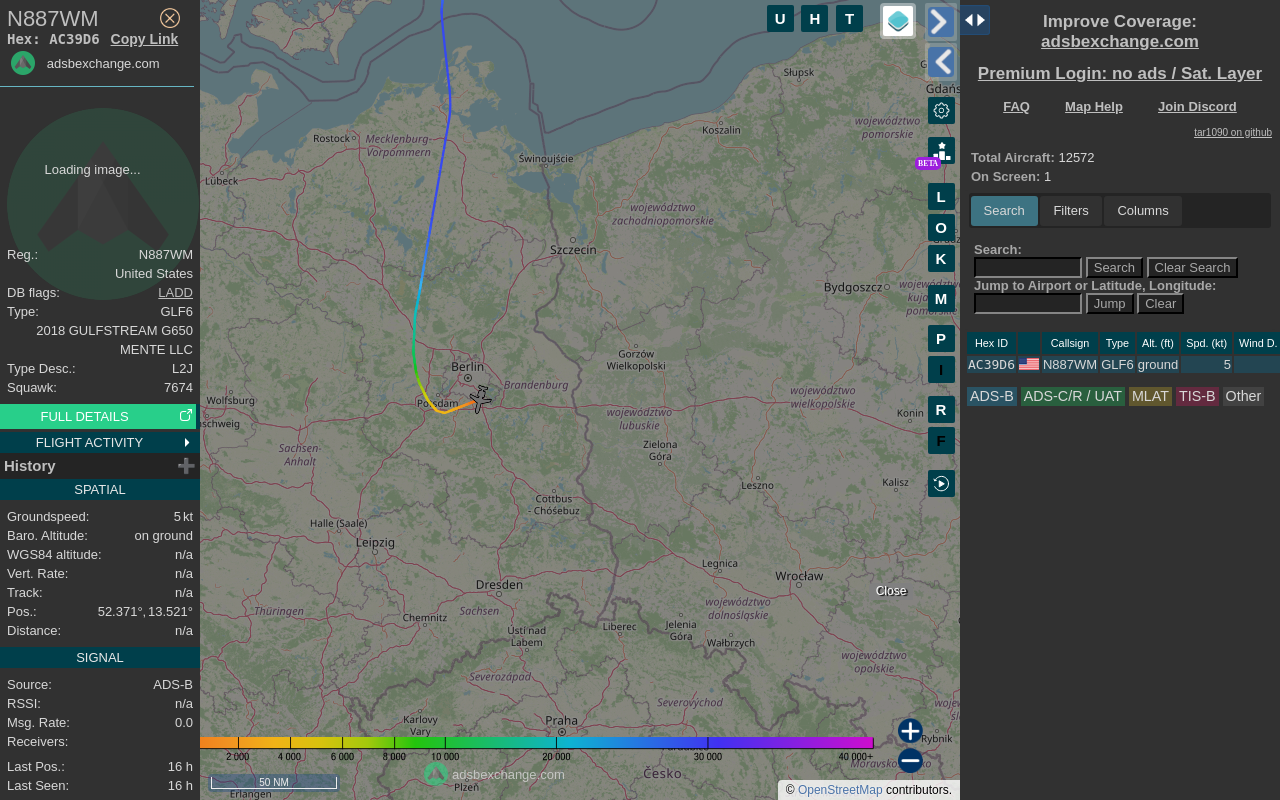 N887WM
Hex: AC39D6 Copy Link
adsbexchange.com
Loading image...
Reg.: N887WM
United States
DB flags: LADD
Type: GLF6
2018 GULFSTREAM G650
MENTE LLC
Type Desc.: L2J
Squawk: 7674
FULL DETAILS
FLIGHT ACTIVITY
History
SPATIAL
Groundspeed: 5 kt
Baro. Altitude: on ground
WGS84 altitude: n/a
Vert. Rate: n/a
Track: n/a
Pos.: 52.371°, 13.521°
Distance: n/a
SIGNAL
Source: ADS-B
RSSI: n/a
Msg. Rate: 0.0
Receivers:
Last Pos.: 16 h
Last Seen: 16 h
U H T
Słupsk
Gdańs
województwo
pomorskie
Koszalin
Rostock
Mecklenburg-
Vorpommern
Świnoujście
Lübeck
województwo
zachodniopomorskie
Szczecin
Bydgoszcz
Gorzów
Wielkopolski
Berlin
Potsdam
Brandenburg
Wolfsburg
województwo
wielkopolskie
województwo
lubuskie
Konin
Sachsen-
Anhalt
Zielona
Góra
Leszno
Kalisz
Cottbus
- Chóśebuz
Halle (Saale)
Leipzig
Legnica
Wrocław
Dresden
Close
Thüringen
Sachsen
Chemnitz
województwo
dolnośląskie
Jelenia
Góra
Liberec
Ústí nad
Labem
Wałbrzych
województwo
opolskie
Severozápad
Severovýchod
Karlovy
Vary
Praha
Rybnik
Moravskoslezsko
Česko
Plzeň
Erlangen
2 000 4 000 6 000 8 000 10 000 20 000 30 000 40 000+
50 NM
adsbexchange.com
© OpenStreetMap contributors.
BETA
L
O
K
M
P
I
R
F
Improve Coverage:
adsbexchange.com
Premium Login: no ads / Sat. Layer
FAQ Map Help Join Discord
tar1090 on github
Total Aircraft: 12572
On Screen: 1
Search Filters Columns
Search:
Search Clear Search
Jump to Airport or Latitude, Longitude:
Jump Clear
Hex ID Callsign Type Alt. (ft) Spd. (kt) Wind D.
AC39D6 N887WM GLF6 ground 5
ADS-B ADS-C/R / UAT MLAT TIS-B Other